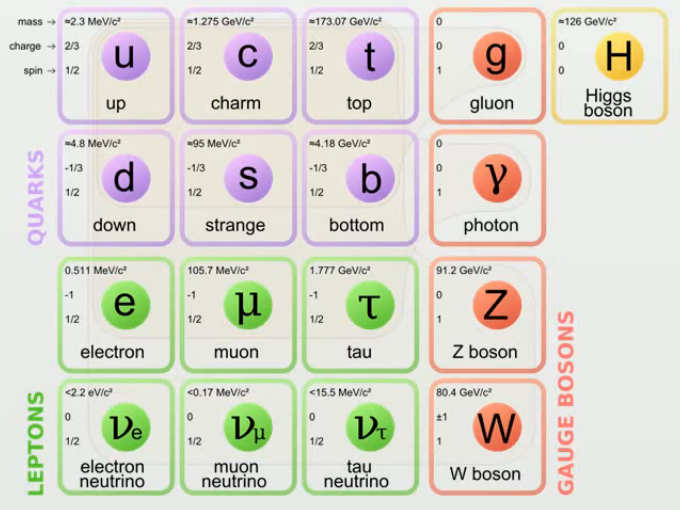 mass → ≈2.3 MeV/c² ≈1.275 GeV/c² ≈173.07 GeV/c² 0 ≈126 GeV/c²
charge → 2/3 2/3 2/3 0 0
spin → 1/2 1/2 1/2 1 0
u c t g H
up charm top gluon Higgs
boson
≈4.8 MeV/c² ≈95 MeV/c² ≈4.18 GeV/c² 0
-1/3 -1/3 -1/3 0
1/2 1/2 1/2 1
d s b γ
down strange bottom photon
QUARKS
0.511 MeV/c² 105.7 MeV/c² 1.777 GeV/c² 91.2 GeV/c²
-1 -1 -1 0
1/2 1/2 1/2 1
e μ τ Z
electron muon tau Z boson
<2.2 eV/c² <0.17 MeV/c² <15.5 MeV/c² 80.4 GeV/c²
0 0 0 ±1
1/2 1/2 1/2 1
νe νμ ντ W
electron muon tau W boson
neutrino neutrino neutrino
LEPTONS
GAUGE BOSONS